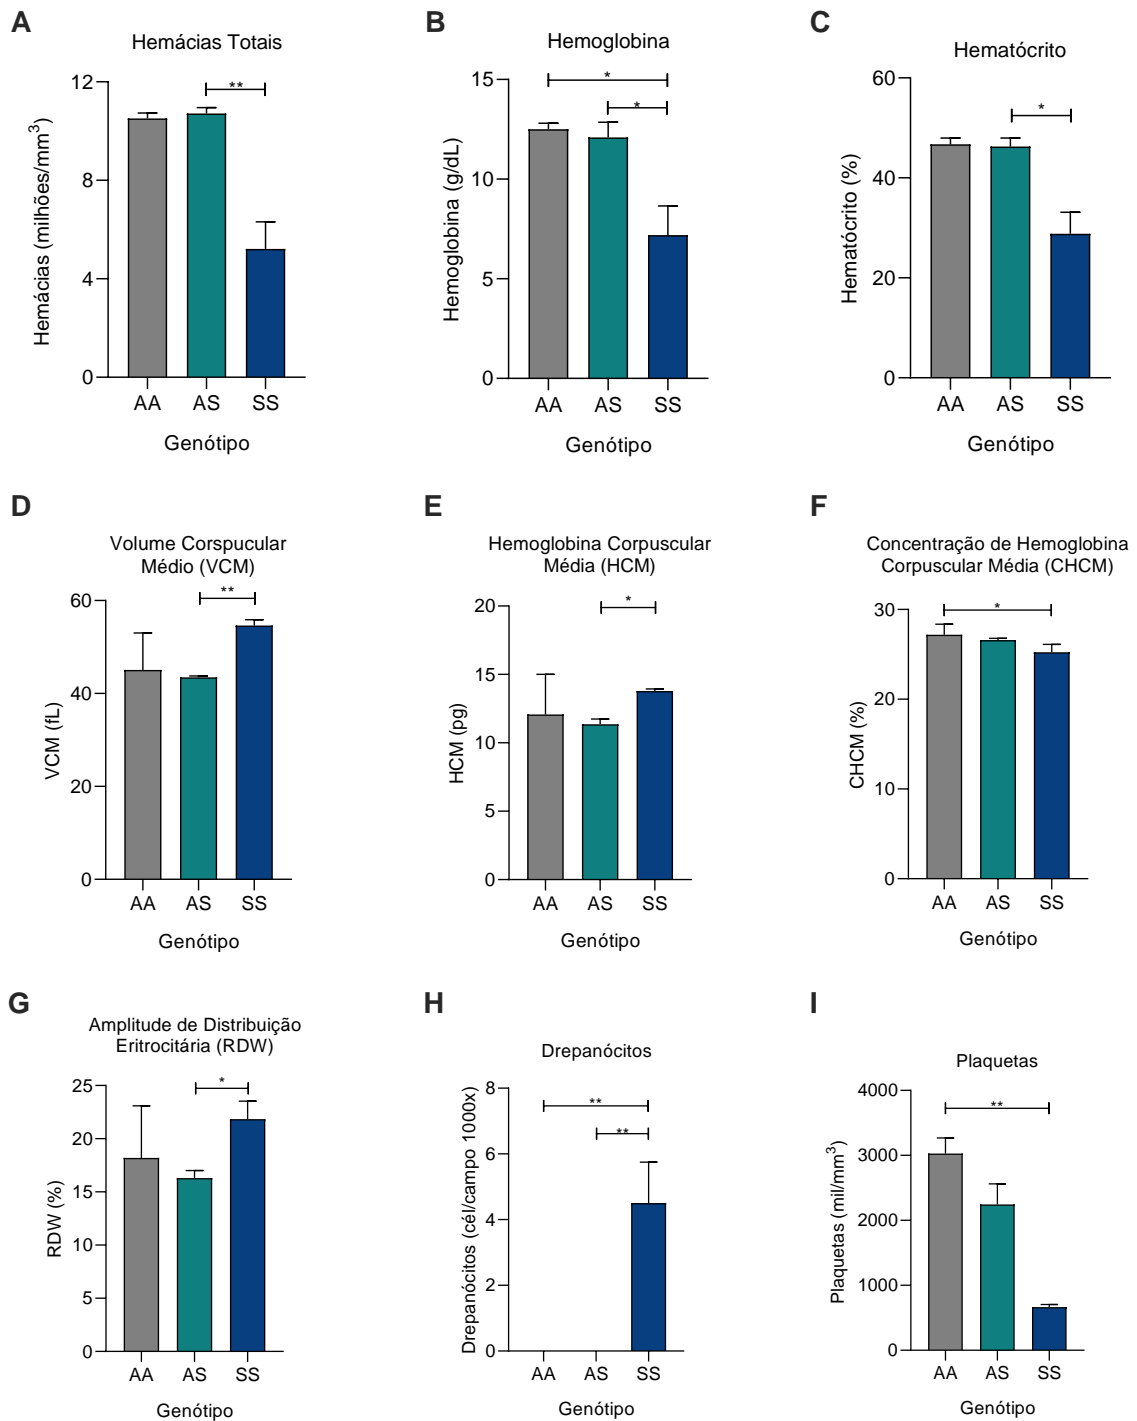 A
Hemácias Totais
Hemácias (milhões/mm³)
12
8
4
0
**
AA AS SS
Genótipo
B
Hemoglobina
Hemoglobina (g/dL)
15
10
5
0
*
*
AA AS SS
Genótipo
C
Hematócrito
Hematócrito (%)
60
40
20
0
*
AA AS SS
Genótipo
D
Volume Corspucular
Médio (VCM)
VCM (fL)
60
40
20
0
**
AA AS SS
Genótipo
E
Hemoglobina Corpuscular
Média (HCM)
HCM (pg)
20
15
10
5
0
*
AA AS SS
Genótipo
F
Concentração de Hemoglobina
Corpuscular Média (CHCM)
CHCM (%)
30
20
10
0
*
AA AS SS
Genótipo
G
Amplitude de Distribuição
Eritrocitária (RDW)
RDW (%)
25
20
15
10
5
0
*
AA AS SS
Genótipo
H
Drepanócitos
Drepanócitos (cél/campo 1000x)
8
6
4
2
0
**
**
AA AS SS
Genótipo
I
Plaquetas
Plaquetas (mil/mm³)
4000
3000
2000
1000
0
**
AA AS SS
Genótipo